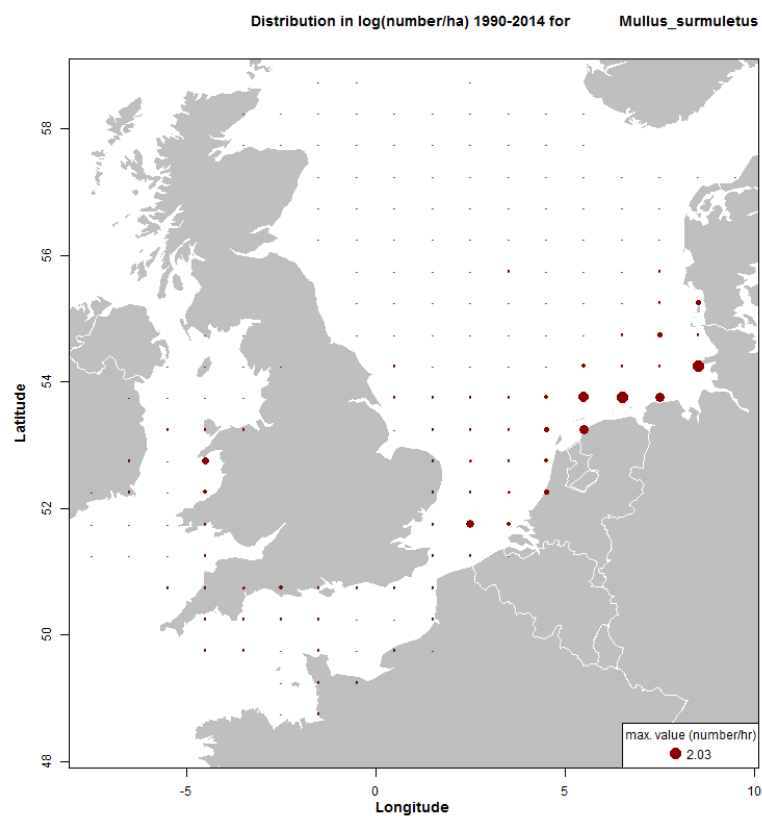 Distribution in log(number/ha) 1990-2014 for Mullus_surmuletus
58
56
54
52
50
48
Latitude
max. value (number/hr)
2.03
-5 0 5 10
Longitude